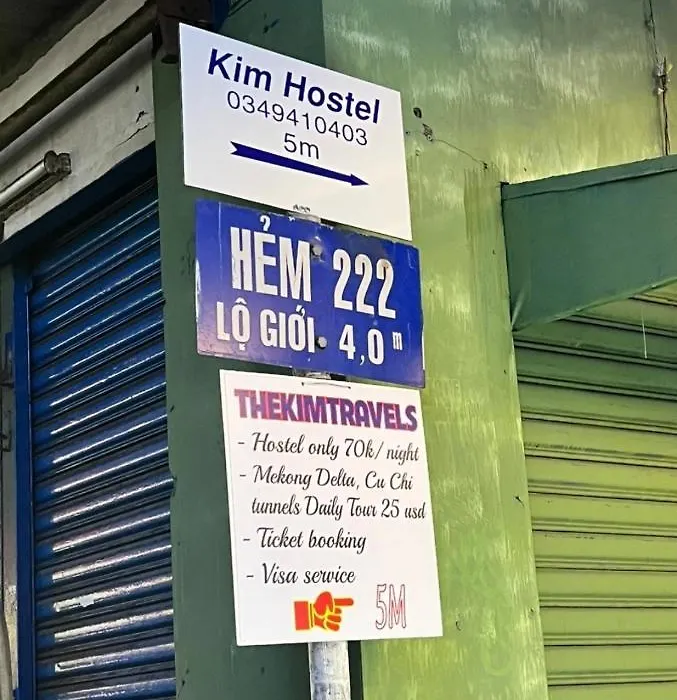 Kim Hostel
0349410403
5m
HẺM 222
LỘ GIỚI 4,0 m
THEKIMTRAVELS
- Hostel only 70k/ night
- Mekong Delta, Cu Chi
tunnels Daily Tour 25 usd
- Ticket booking
- Visa service
5M